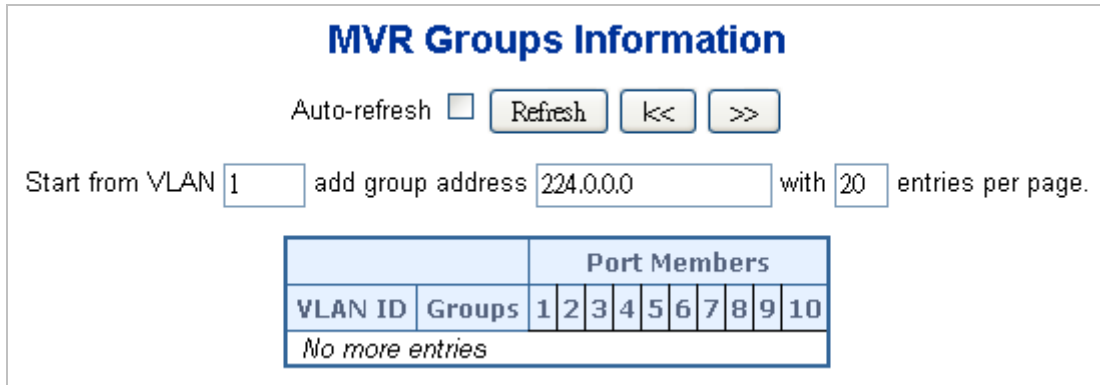 MVR Groups Information
Auto-refresh Refresh |<< >>
Start from VLAN 1 add group address 224.0.0.0 with 20 entries per page.
Port Members
VLAN ID Groups 1 2 3 4 5 6 7 8 9 10
No more entries